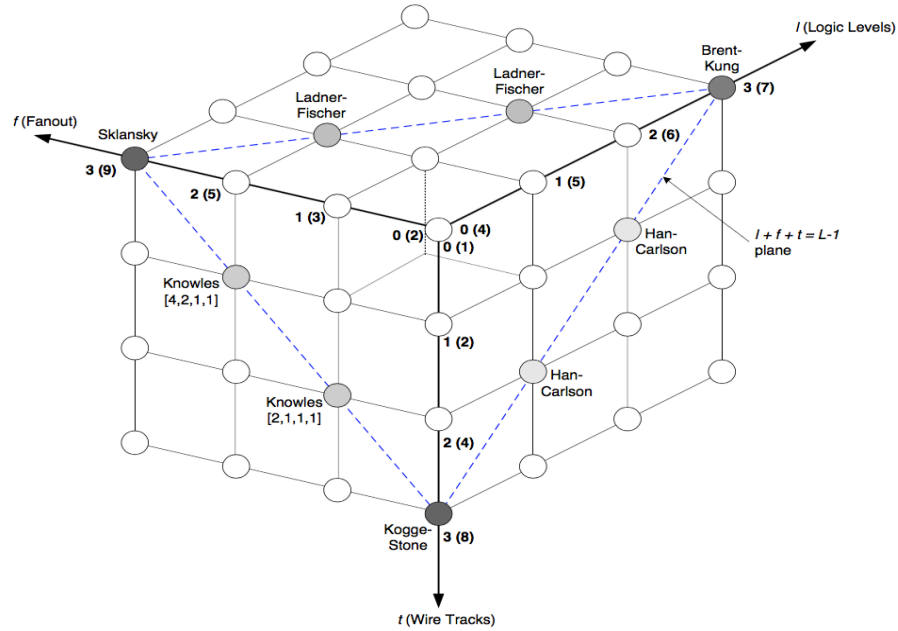 l (Logic Levels)
Brent-
Kung
3 (7)
Ladner-
Fischer
Ladner-
Fischer
2 (6)
f (Fanout)
Sklansky
3 (9)
2 (5)
1 (5)
1 (3)
0 (2)
0 (4)
0 (1)
Han-
Carlson
l + f + t = L-1
plane
Knowles
[4,2,1,1]
1 (2)
Han-
Carlson
Knowles
[2,1,1,1]
2 (4)
Kogge-
Stone
3 (8)
t (Wire Tracks)